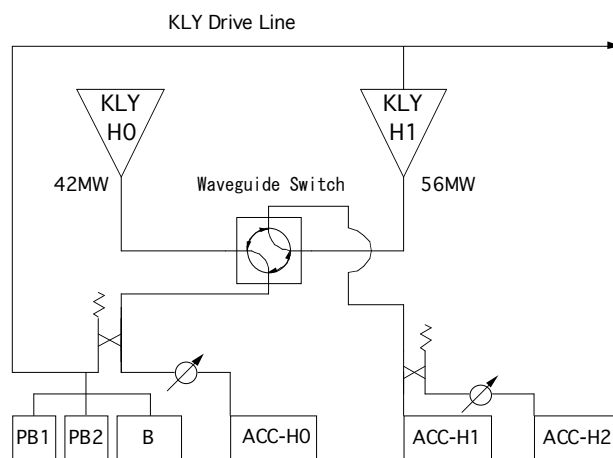 KLY Drive Line
KLY
H0
KLY
H1
42MW
Waveguide Switch
56MW
PB1
PB2
B
ACC-H0
ACC-H1
ACC-H2